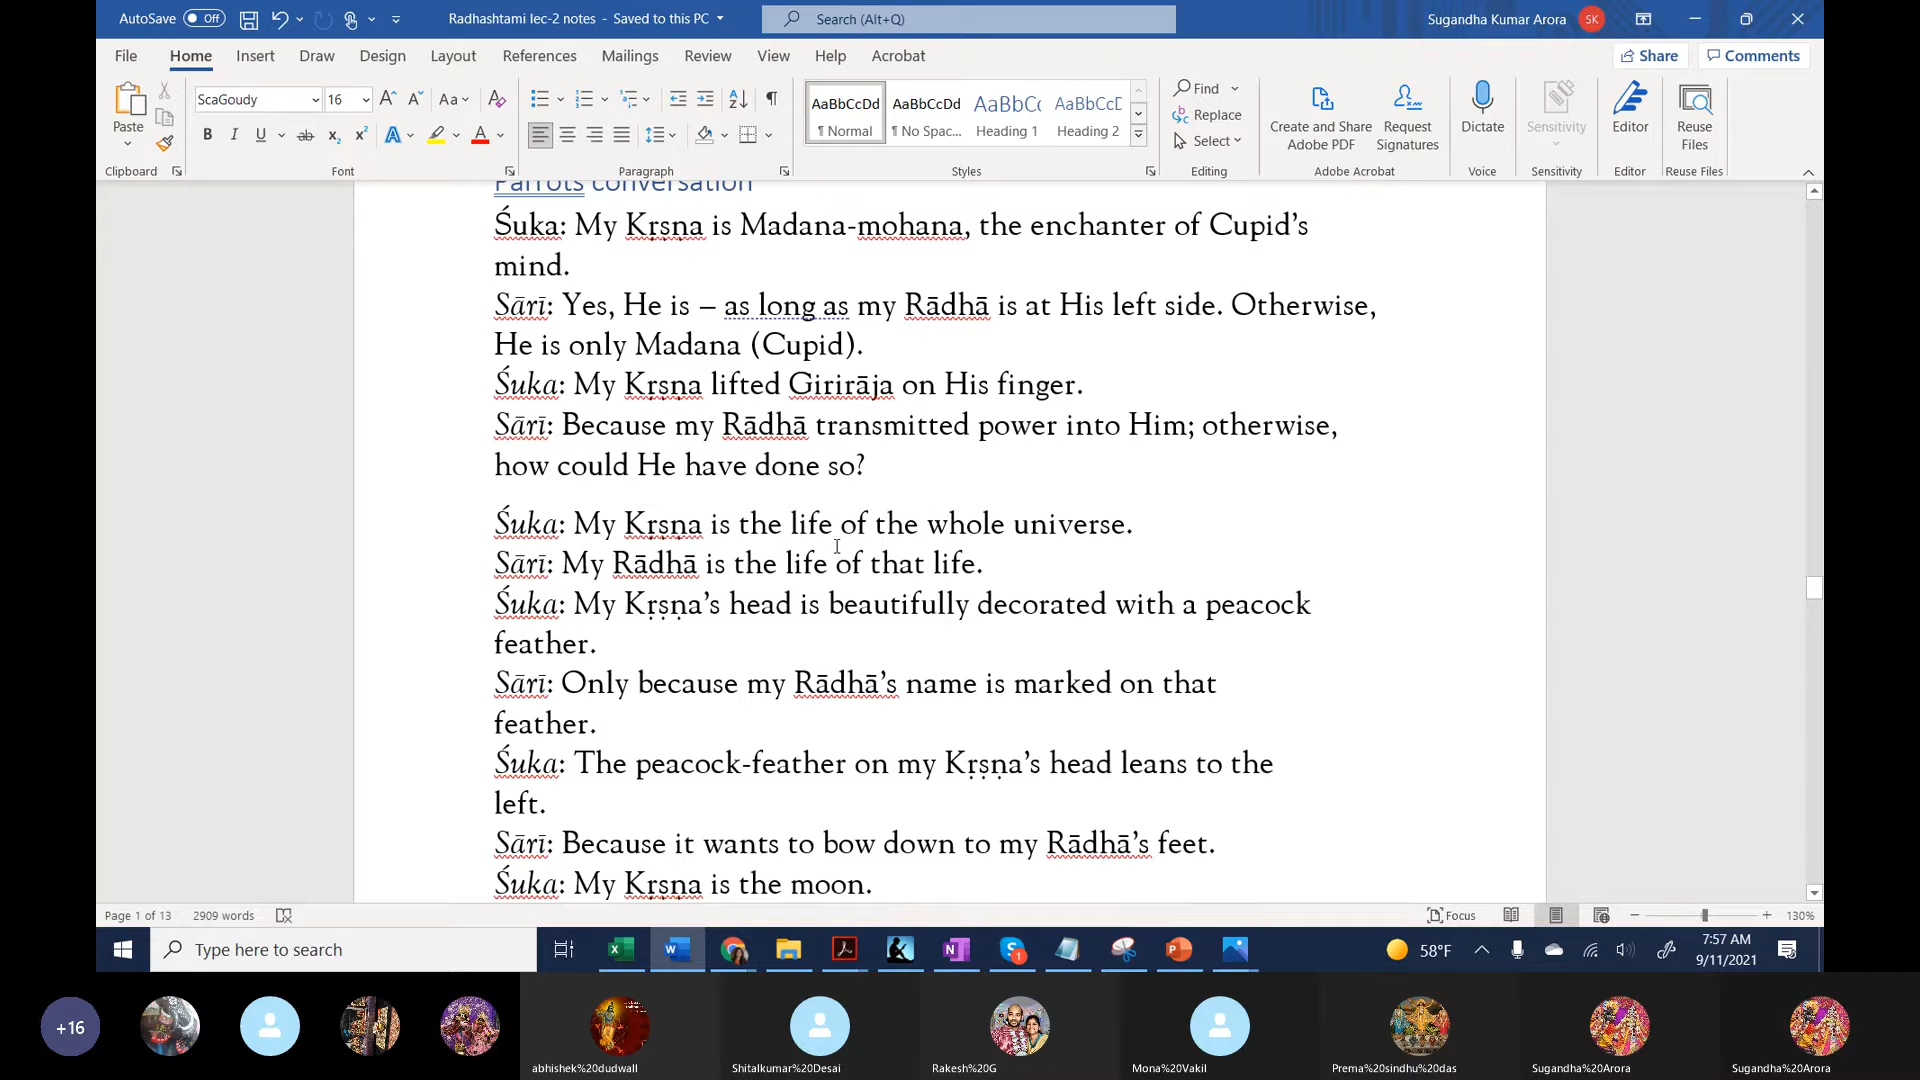 AutoSave Off Radhashtami lec-2 notes - Saved to this PC Search (Alt+Q) Sugandha Kumar Arora SK
File Home Insert Draw Design Layout References Mailings Review View Help Acrobat Share Comments
Paste ScaGoudy 16 Aa AaBbCcDd AaBbCcDd AaBbCc AaBbCcD Find Replace Select
¶ Normal ¶ No Spac... Heading 1 Heading 2
Create and Share Adobe PDF Request Signatures Dictate Sensitivity Editor Reuse Files
Clipboard Font Paragraph Styles Editing Adobe Acrobat Voice Sensitivity Editor Reuse Files
Parrots conversation
Śuka: My Kṛṣṇa is Madana-mohana, the enchanter of Cupid’s
mind.
Sārī: Yes, He is – as long as my Rādhā is at His left side. Otherwise,
He is only Madana (Cupid).
Śuka: My Kṛṣṇa lifted Girirāja on His finger.
Sārī: Because my Rādhā transmitted power into Him; otherwise,
how could He have done so?
Śuka: My Kṛṣṇa is the life of the whole universe.
Sārī: My Rādhā is the life of that life.
Śuka: My Kṛṣṇa’s head is beautifully decorated with a peacock
feather.
Sārī: Only because my Rādhā’s name is marked on that
feather.
Śuka: The peacock-feather on my Kṛṣṇa’s head leans to the
left.
Sārī: Because it wants to bow down to my Rādhā’s feet.
Śuka: My Kṛṣṇa is the moon.
Page 1 of 13 2909 words Focus 130%
Type here to search 58°F 7:57 AM
9/11/2021
+16
abhishek%20dudwall Shitalkumar%20Desai Rakesh%20G Mona%20Vakil Prema%20sindhu%20das Sugandha%20Arora Sugandha%20Arora